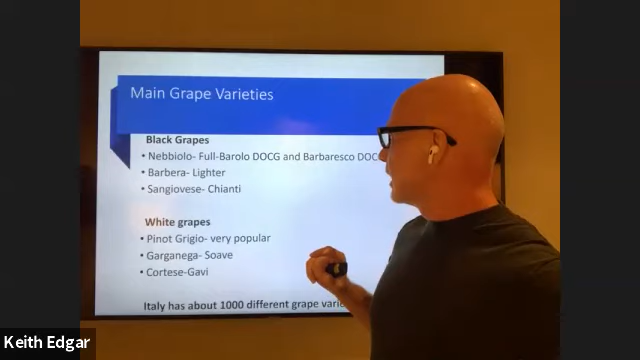 Main Grape Varieties
Black Grapes
• Nebbiolo- Full-Barolo DOCG and Barbaresco DOC
• Barbera- Lighter
• Sangiovese- Chianti
White grapes
• Pinot Grigio- very popular
• Garganega- Soave
• Cortese-Gavi
Italy has about 1000 different grape
Keith Edgar